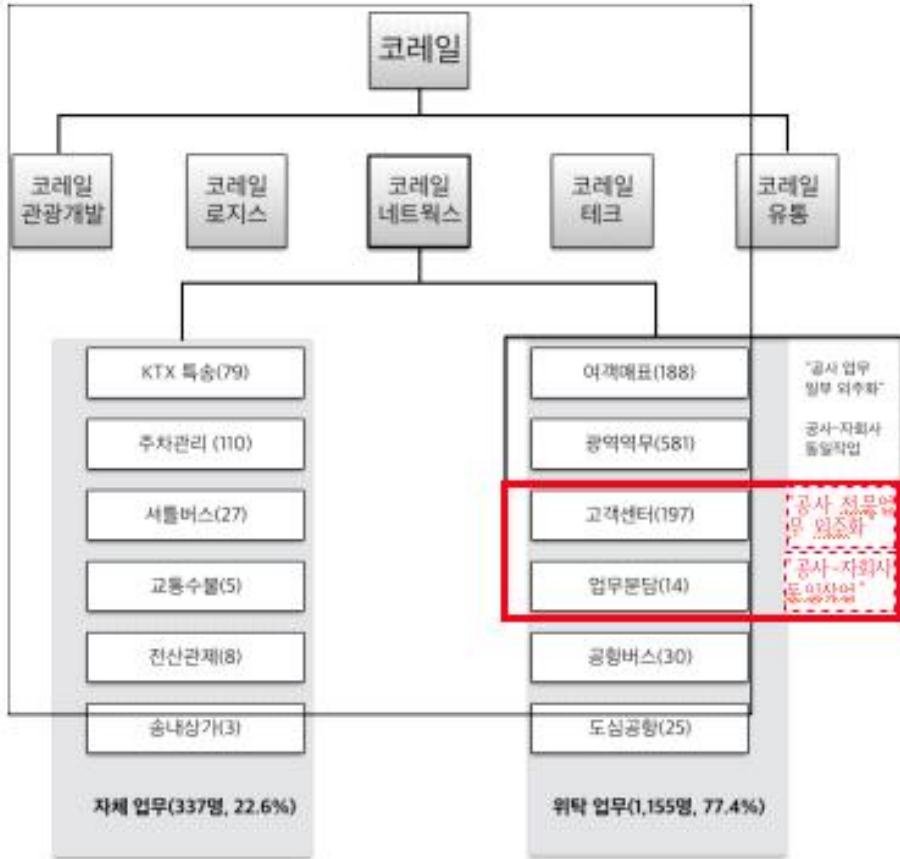 코레일
코레일
관광개발
코레일
로지스
코레일
네트웍스
코레일
테크
코레일
유통
KTX 특송(79)
주차관리 (110)
셔틀버스(27)
교통수불(5)
전산관제(8)
송내상가(3)
자체 업무(337명, 22.6%)
여객매표(188)
광역역무(581)
고객센터(197)
업무분담(14)
공항버스(30)
도심공항(25)
위탁 업무(1,155명, 77.4%)
"공사 업무
일부 외주화"
공사-자회사
동일작업
"공사 전문업
무 외주화"
"공사-자회사
동일작업"